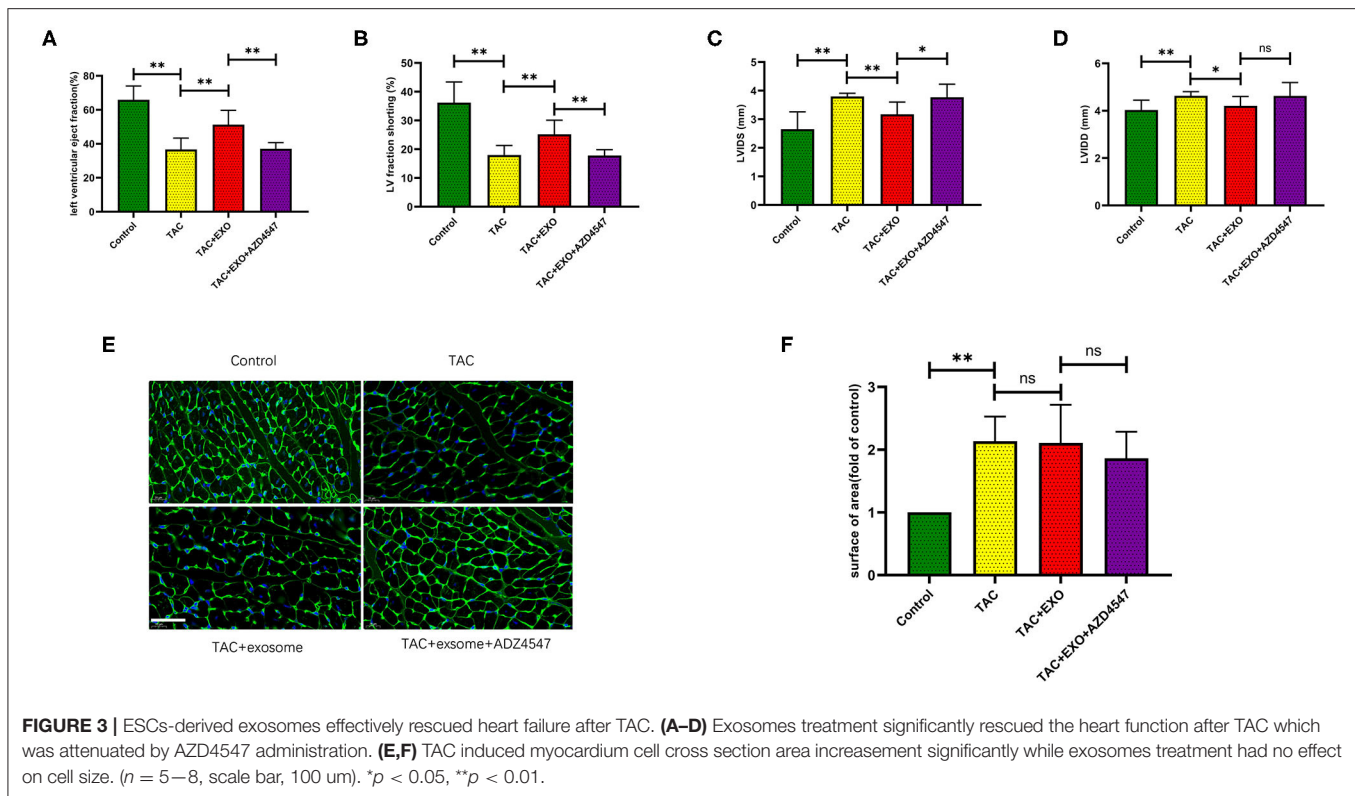 A
left ventricular eject fraction(%)
80
60
40
20
0
**
**
**
Control
TAC
TAC+EXO
TAC+EXO+AZD4547
B
LV fraction shorting (%)
50
40
30
20
10
0
**
**
**
Control
TAC
TAC+EXO
TAC+EXO+AZD4547
C
LVIDS (mm)
5
4
3
2
1
0
**
**
*
Control
TAC
TAC+EXO
TAC+EXO+AZD4547
D
LVIDD (mm)
6
4
2
0
**
*
ns
Control
TAC
TAC+EXO
TAC+EXO+AZD4547
E
Control
TAC
TAC+exosome
TAC+exsome+ADZ4547
F
surface of area(fold of control)
3
2
1
0
**
ns
ns
Control
TAC
TAC+EXO
TAC+EXO+AZD4547
FIGURE 3 | ESCs-derived exosomes effectively rescued heart failure after TAC. (A–D) Exosomes treatment significantly rescued the heart function after TAC which
was attenuated by AZD4547 administration. (E,F) TAC induced myocardium cell cross section area increasement significantly while exosomes treatment had no effect
on cell size. (n = 5–8, scale bar, 100 um). *p < 0.05, **p < 0.01.